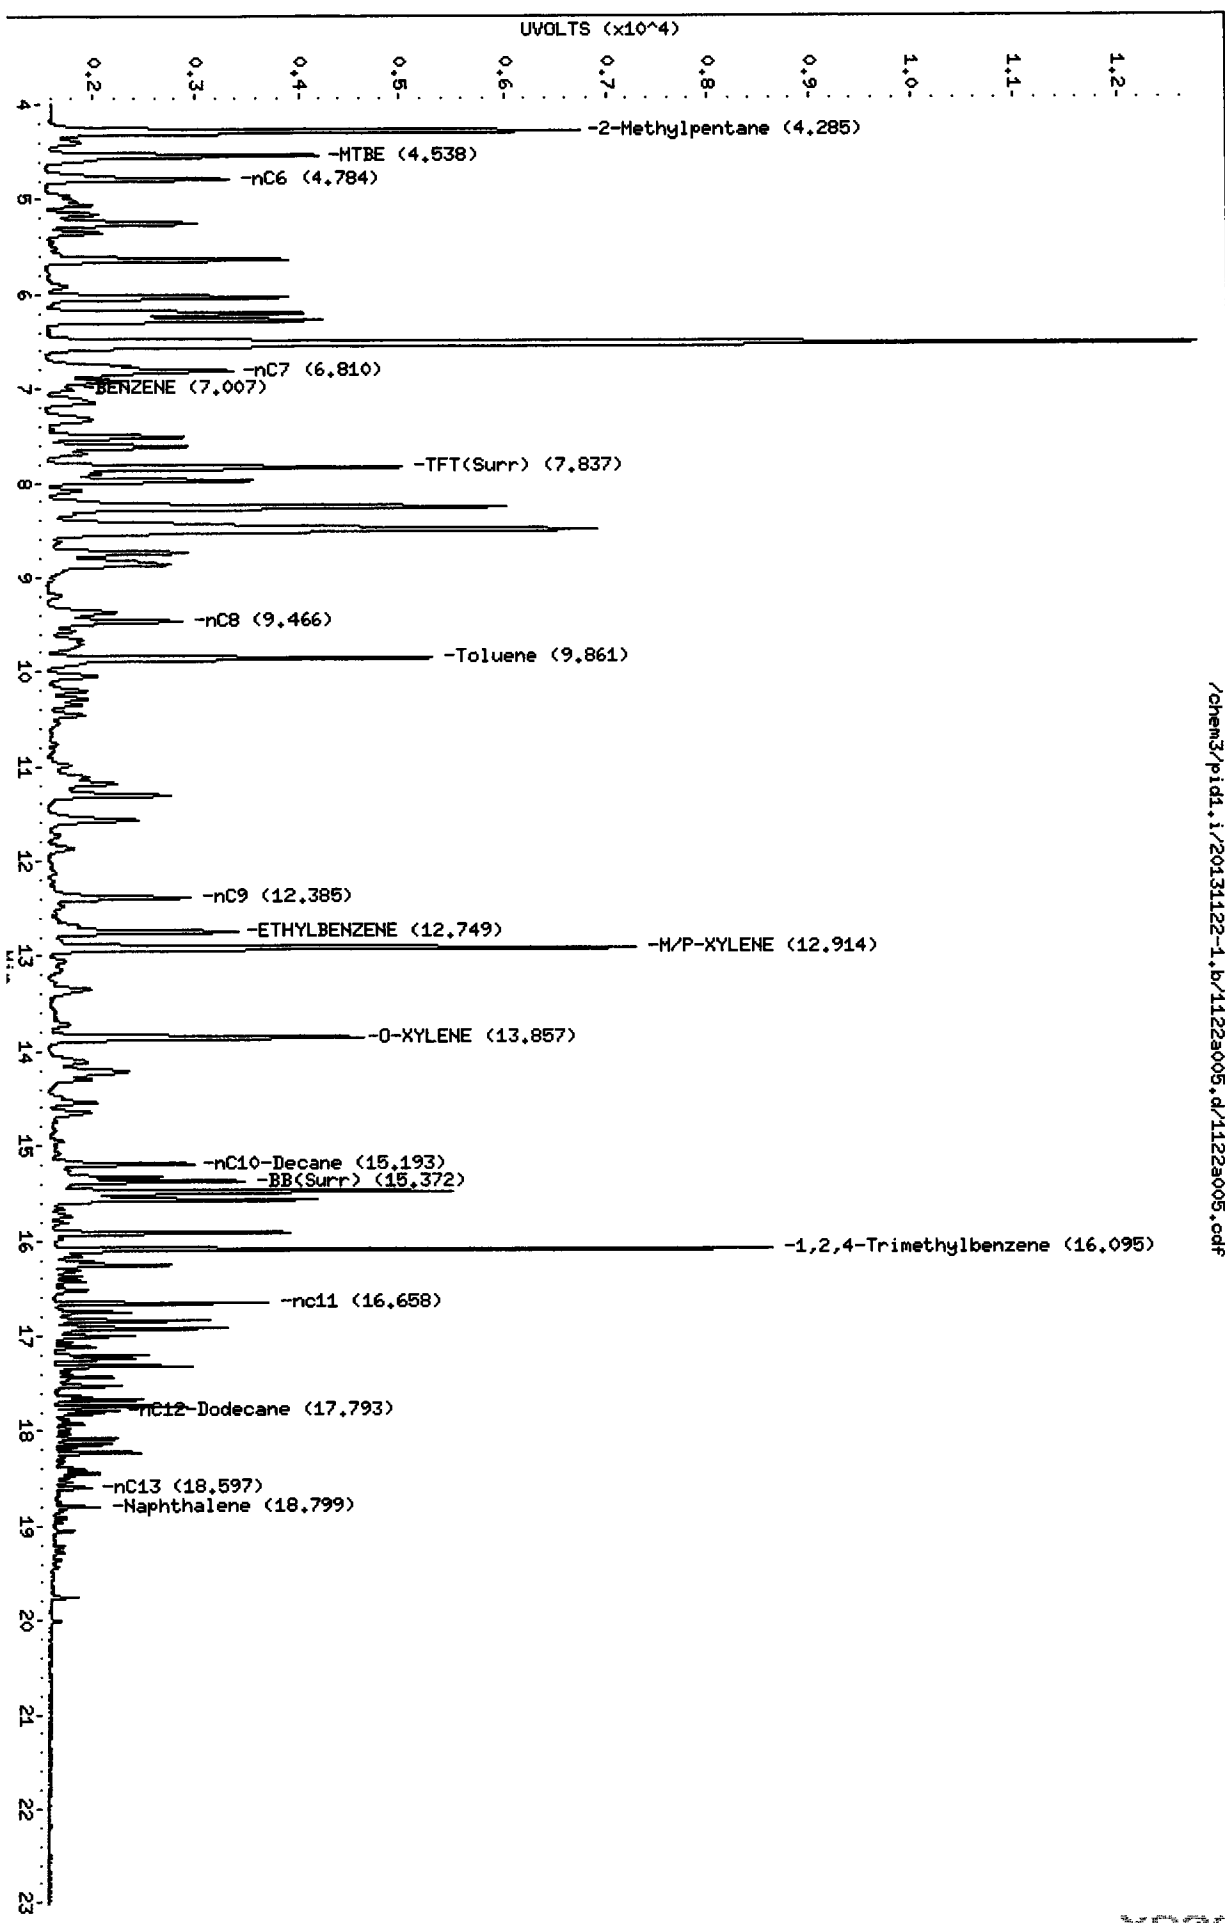 UVOLTS (x10^4)
0.2
0.3
0.4
0.5
0.6
0.7
0.8
0.9
1.0
1.1
1.2
/chem3/pid1.i/20131122-1.b/1122a005.d/1122a005.cdf
4
-2-Methylpentane (4.285)
-MTBE (4.538)
-nC6 (4.784)
5
6
-nC7 (6.810)
7
BENZENE (7.007)
-TFT(Surr) (7.837)
8
9
-nC8 (9.466)
-Toluene (9.861)
10
11
12
-nC9 (12.385)
-ETHYLBENZENE (12.749)
-M/P-XYLENE (12.914)
13
Min
-O-XYLENE (13.857)
14
15
-nC10-Decane (15.193)
-BB(Surr) (15.372)
16
-1,2,4-Trimethylbenzene (16.095)
-nc11 (16.658)
17
-nC12-Dodecane (17.793)
18
-nC13 (18.597)
-Naphthalene (18.799)
19
20
21
22
23